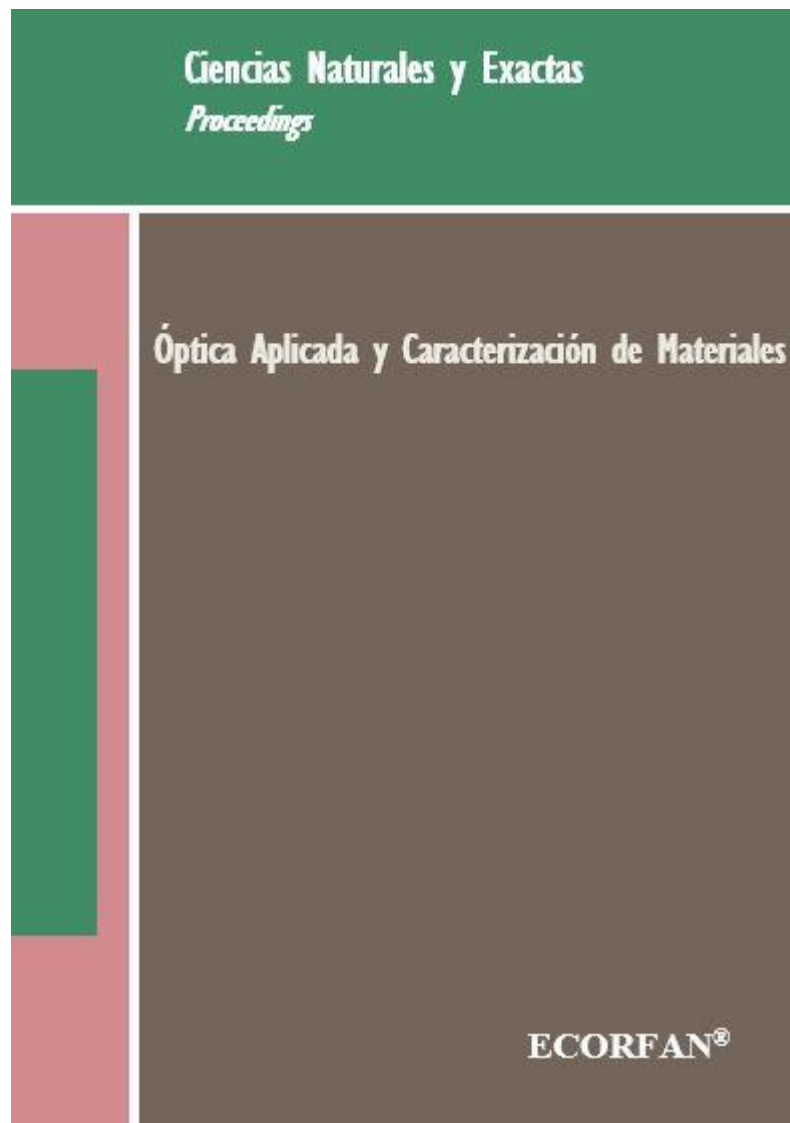 Ciencias Naturales y Exactas
Proceedings
Óptica Aplicada y Caracterización de Materiales
ECORFAN®